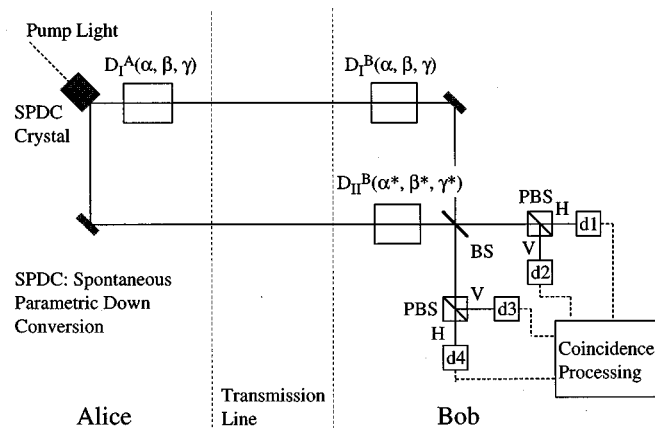 Pump Light
D_I^A(α, β, γ)
D_I^B(α, β, γ)
SPDC
Crystal
D_II^B(α*, β*, γ*)
PBS
H
d1
V
BS
d2
SPDC: Spontaneous
Parametric Down
Conversion
PBS
V
d3
H
d4
Coincidence
Processing
Transmission
Line
Alice
Bob